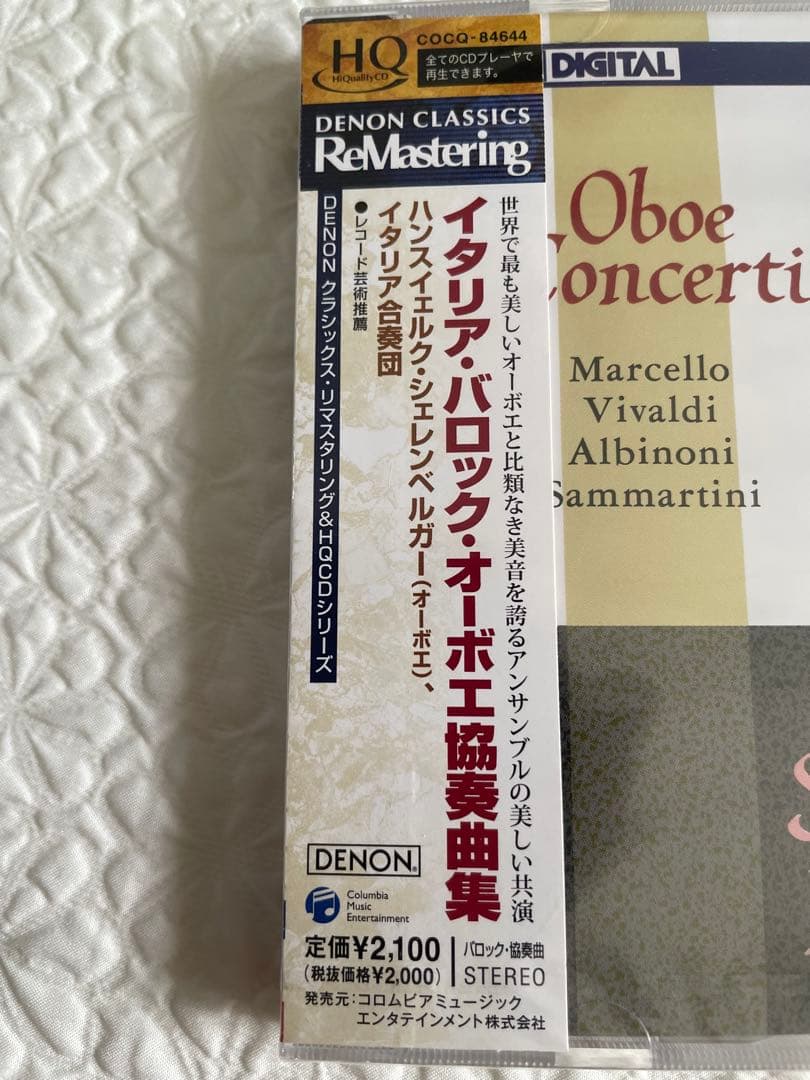 HQ
HiQualityCD
COCQ-84644
全てのCDプレーヤで
再生できます。
DENON CLASSICS
ReMastering
世界で最も美しいオーボエと比類なき美音を誇るアンサンブルの美しい共演
イタリア・バロック・オーボエ協奏曲集
ハンスイェルク・シェレンベルガー(オーボエ)、
イタリア合奏団
●レコード芸術推薦
DENON クラシックス・リマスタリング&HQCDシリーズ
DENON®
Columbia
Music
Entertainment
定価¥2,100
(税抜価格¥2,000)
バロック・協奏曲
STEREO
発売元:コロムビアミュージック
エンタテインメント株式会社
DIGITAL
Oboe
Concerti
Marcello
Vivaldi
Albinoni
Sammartini